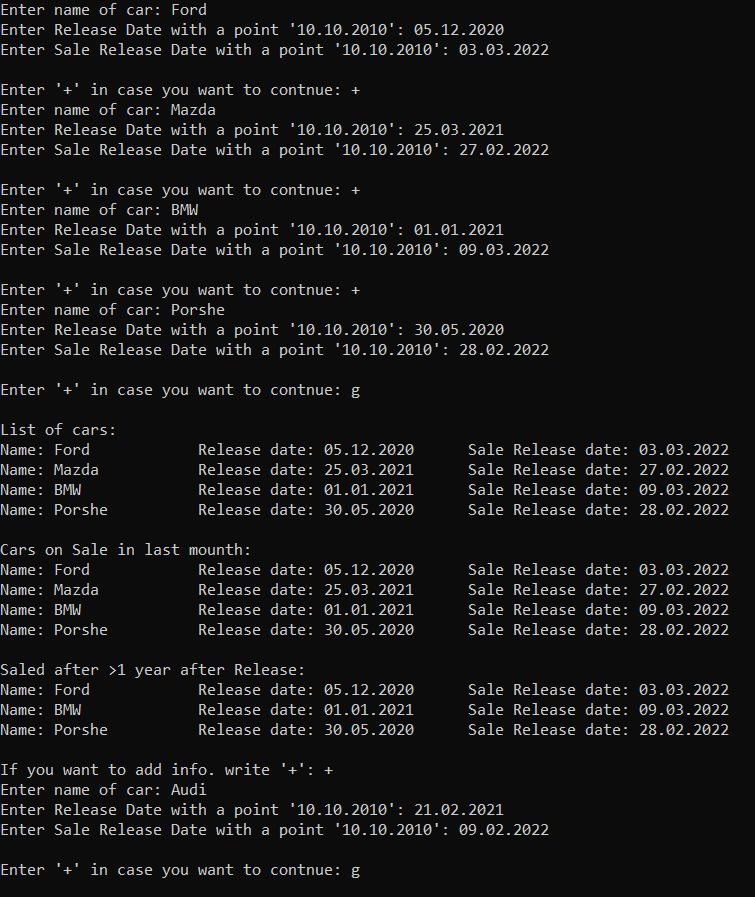 Enter name of car: Ford
Enter Release Date with a point '10.10.2010': 05.12.2020
Enter Sale Release Date with a point '10.10.2010': 03.03.2022
Enter '+' in case you want to contnue: +
Enter name of car: Mazda
Enter Release Date with a point '10.10.2010': 25.03.2021
Enter Sale Release Date with a point '10.10.2010': 27.02.2022
Enter '+' in case you want to contnue: +
Enter name of car: BMW
Enter Release Date with a point '10.10.2010': 01.01.2021
Enter Sale Release Date with a point '10.10.2010': 09.03.2022
Enter '+' in case you want to contnue: +
Enter name of car: Porshe
Enter Release Date with a point '10.10.2010': 30.05.2020
Enter Sale Release Date with a point '10.10.2010': 28.02.2022
Enter '+' in case you want to contnue: g
List of cars:
Name: Ford Release date: 05.12.2020 Sale Release date: 03.03.2022
Name: Mazda Release date: 25.03.2021 Sale Release date: 27.02.2022
Name: BMW Release date: 01.01.2021 Sale Release date: 09.03.2022
Name: Porshe Release date: 30.05.2020 Sale Release date: 28.02.2022
Cars on Sale in last mounth:
Name: Ford Release date: 05.12.2020 Sale Release date: 03.03.2022
Name: Mazda Release date: 25.03.2021 Sale Release date: 27.02.2022
Name: BMW Release date: 01.01.2021 Sale Release date: 09.03.2022
Name: Porshe Release date: 30.05.2020 Sale Release date: 28.02.2022
Saled after >1 year after Release:
Name: Ford Release date: 05.12.2020 Sale Release date: 03.03.2022
Name: BMW Release date: 01.01.2021 Sale Release date: 09.03.2022
Name: Porshe Release date: 30.05.2020 Sale Release date: 28.02.2022
If you want to add info. write '+': +
Enter name of car: Audi
Enter Release Date with a point '10.10.2010': 21.02.2021
Enter Sale Release Date with a point '10.10.2010': 09.02.2022
Enter '+' in case you want to contnue: g